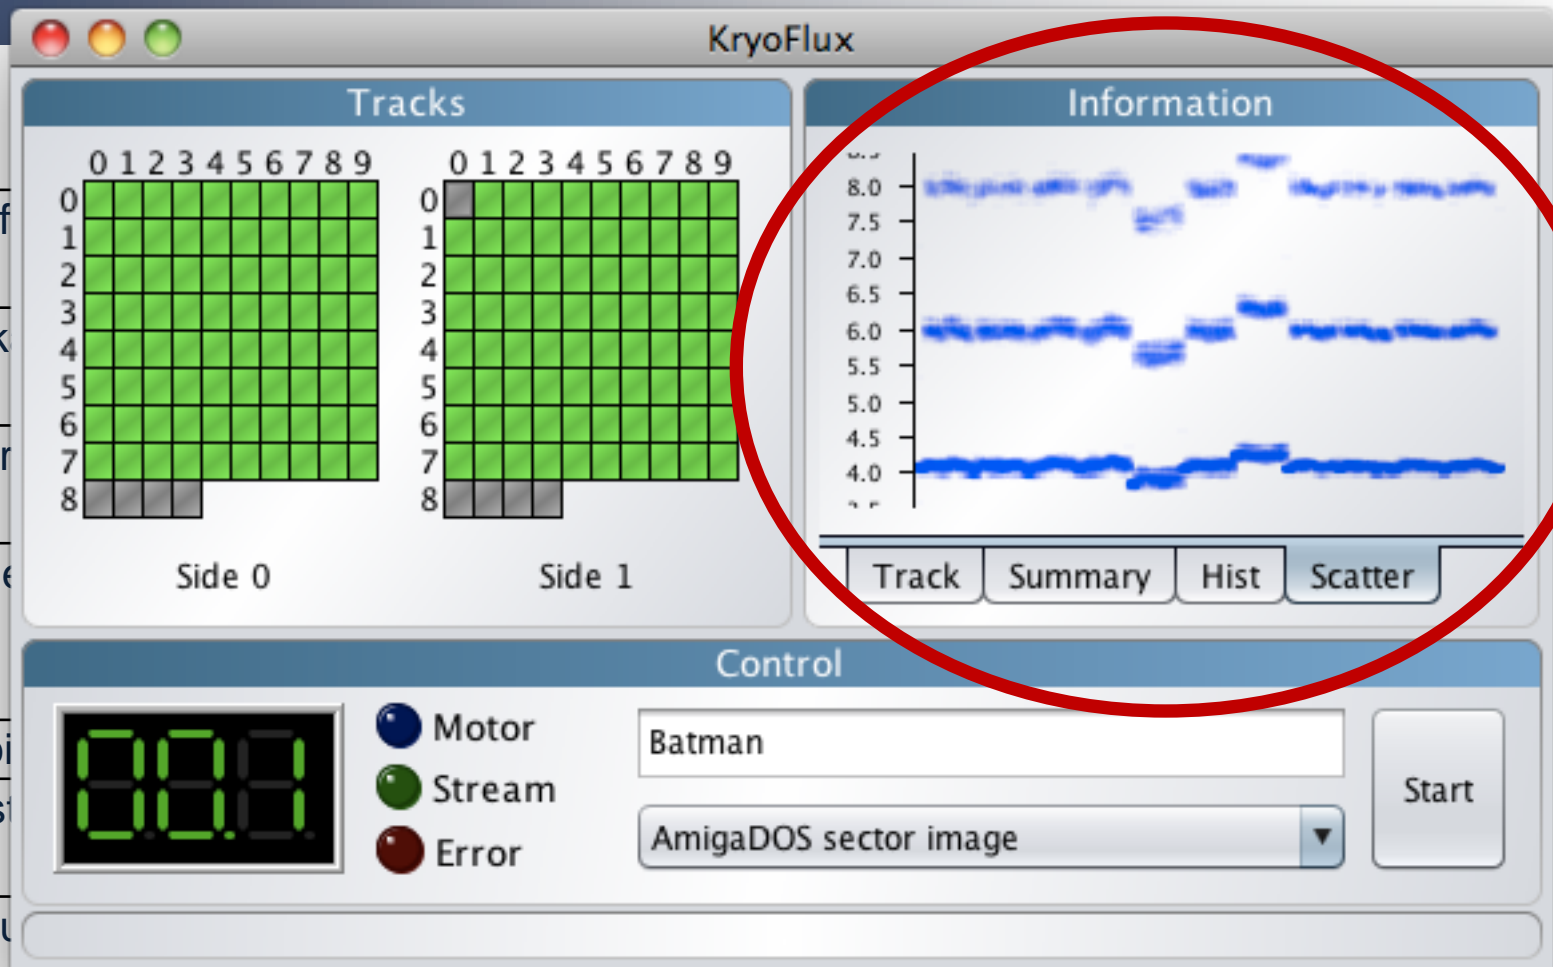 KryoFlux
Tracks
0 1 2 3 4 5 6 7 8 9
0
1
2
3
4
5
6
7
8
Side 0
0 1 2 3 4 5 6 7 8 9
0
1
2
3
4
5
6
7
8
Side 1
Information
8.0
7.5
7.0
6.5
6.0
5.5
5.0
4.5
4.0
Track Summary Hist Scatter
Control
00.1
Motor
Stream
Error
Batman
AmigaDOS sector image
Start